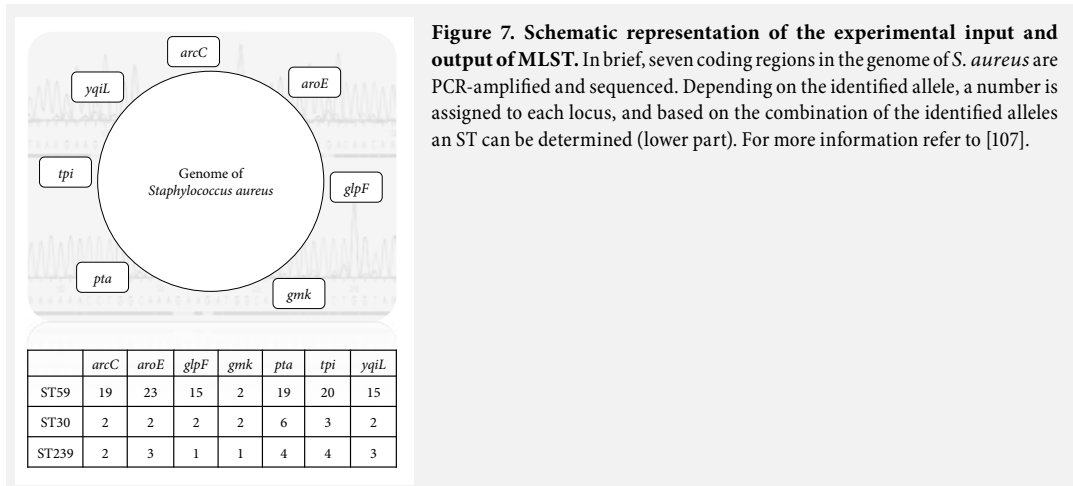 arcC
yqiL
aroE
tpi
Genome of
Staphylococcus aureus
glpF
pta
gmk
arcC aroE glpF gmk pta tpi yqiL
ST59 19 23 15 2 19 20 15
ST30 2 2 2 2 6 3 2
ST239 2 3 1 1 4 4 3
Figure 7. Schematic representation of the experimental input and
output of MLST. In brief, seven coding regions in the genome of S. aureus are
PCR-amplified and sequenced. Depending on the identified allele, a number is
assigned to each locus, and based on the combination of the identified alleles
an ST can be determined (lower part). For more information refer to [107].